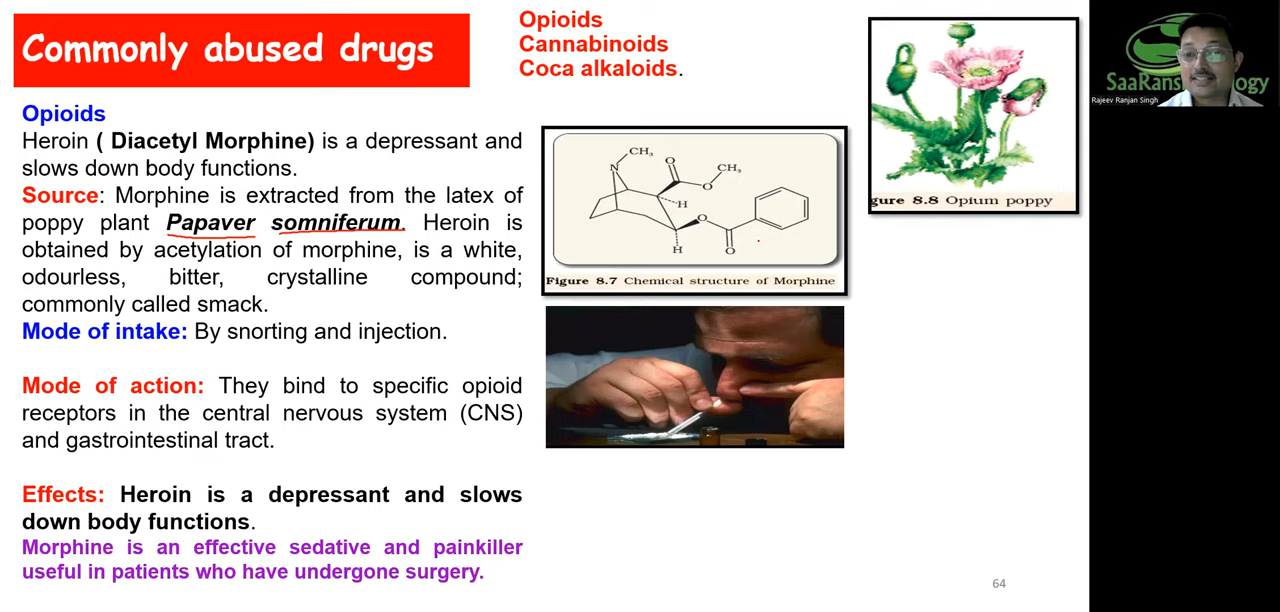 Commonly abused drugs
Opioids
Cannabinoids
Coca alkaloids.
Opioids
Heroin ( Diacetyl Morphine) is a depressant and
slows down body functions.
Source: Morphine is extracted from the latex of
poppy plant Papaver somniferum. Heroin is
obtained by acetylation of morphine, is a white,
odourless, bitter, crystalline compound;
commonly called smack.
Mode of intake: By snorting and injection.
Mode of action: They bind to specific opioid
receptors in the central nervous system (CNS)
and gastrointestinal tract.
Effects: Heroin is a depressant and slows
down body functions.
Morphine is an effective sedative and painkiller
useful in patients who have undergone surgery.
CH₃
N
O
CH₃
O
H
O
H
O
Figure 8.7 Chemical structure of Morphine
gure 8.8 Opium poppy
SaaRans ogy
Rajeev Ranjan Singh
64